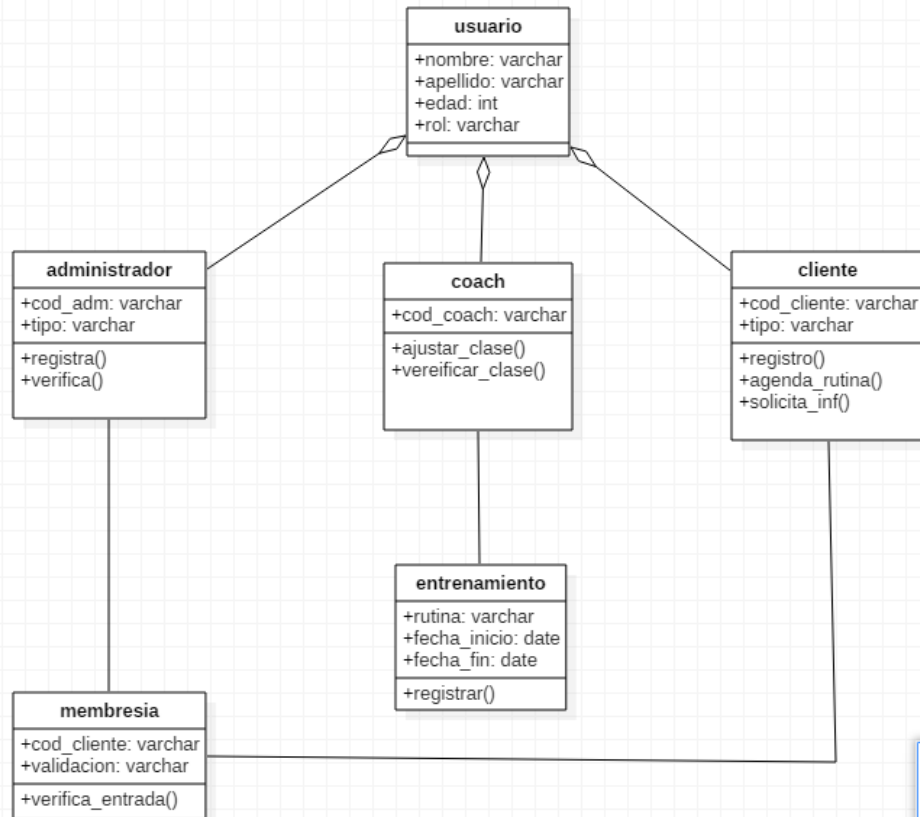 usuario
+nombre: varchar
+apellido: varchar
+edad: int
+rol: varchar
administrador
+cod_adm: varchar
+tipo: varchar
+registra()
+verifica()
coach
+cod_coach: varchar
+ajustar_clase()
+vereificar_clase()
cliente
+cod_cliente: varchar
+tipo: varchar
+registro()
+agenda_rutina()
+solicita_inf()
entrenamiento
+rutina: varchar
+fecha_inicio: date
+fecha_fin: date
+registrar()
membresia
+cod_cliente: varchar
+validacion: varchar
+verifica_entrada()